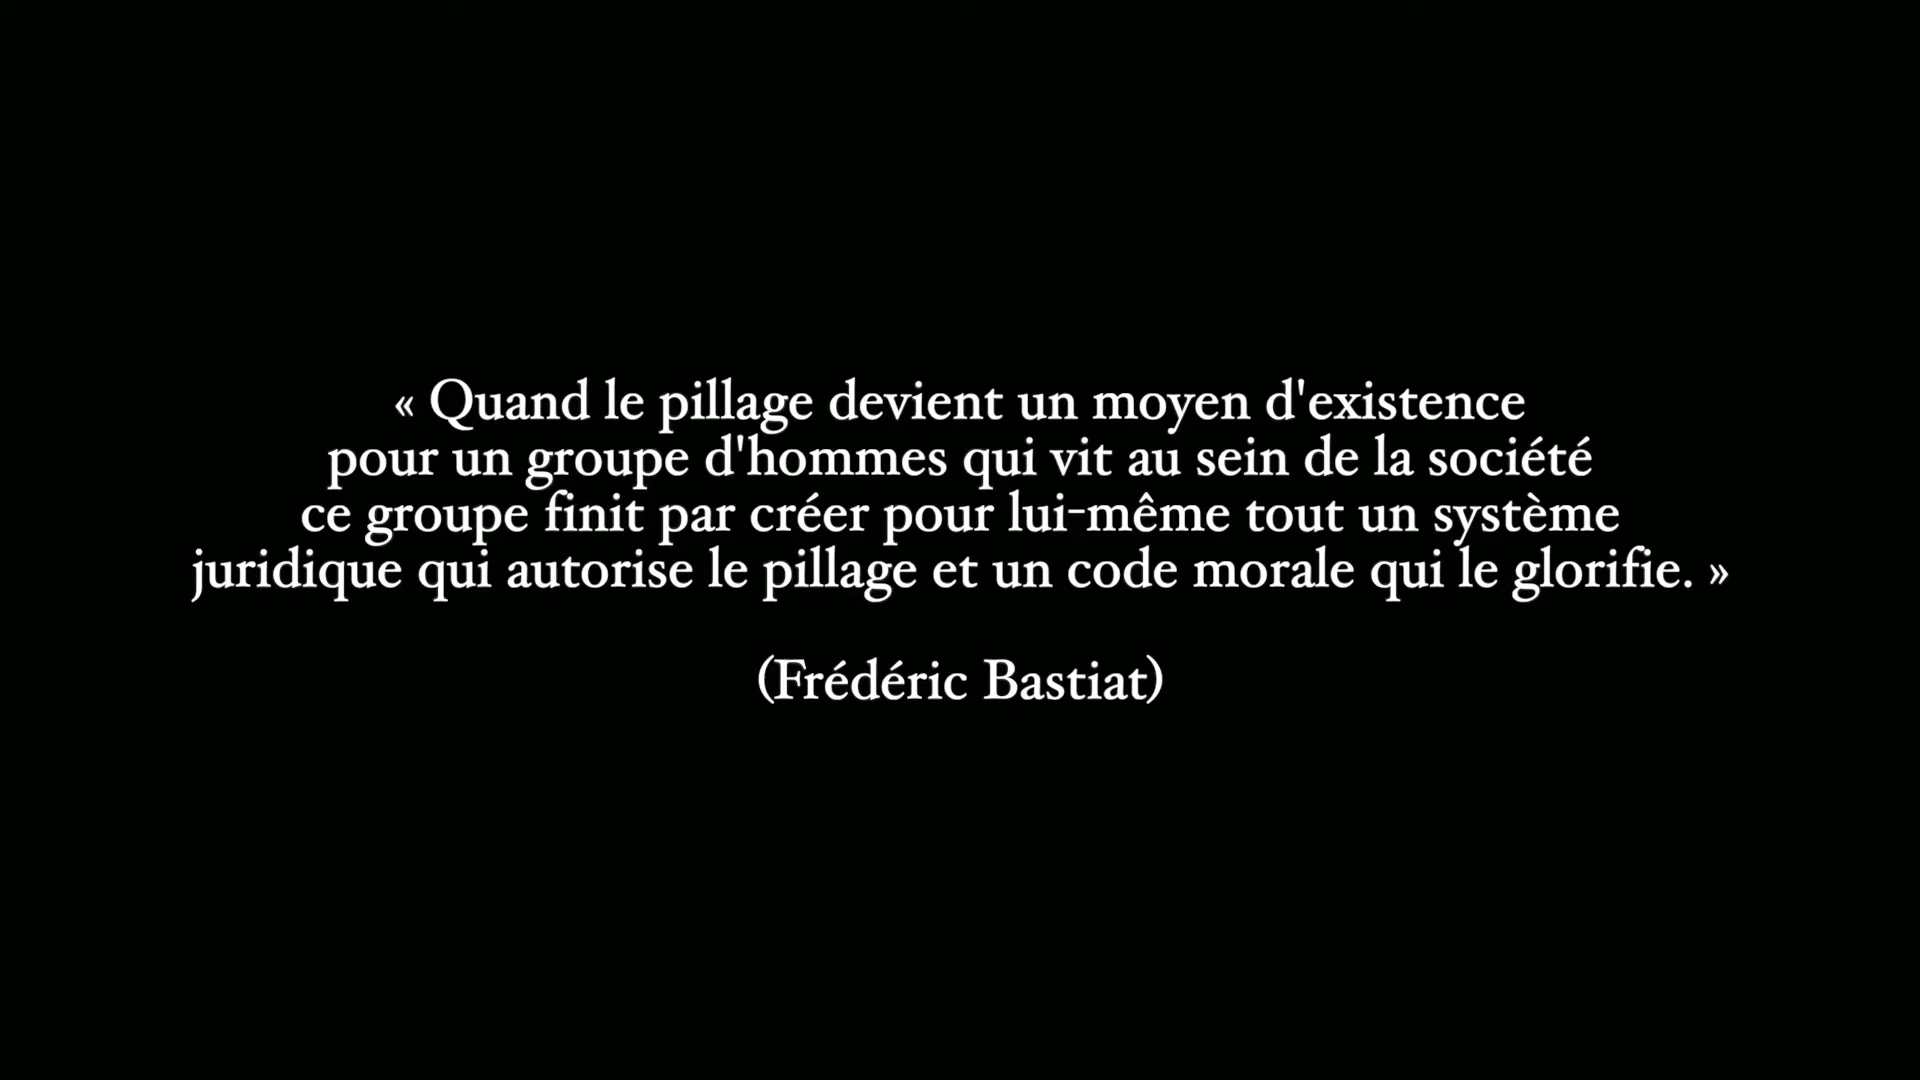 « Quand le pillage devient un moyen d'existence
pour un groupe d'hommes qui vit au sein de la société
ce groupe finit par créer pour lui-même tout un système
juridique qui autorise le pillage et un code morale qui le glorifie. »
(Frédéric Bastiat)